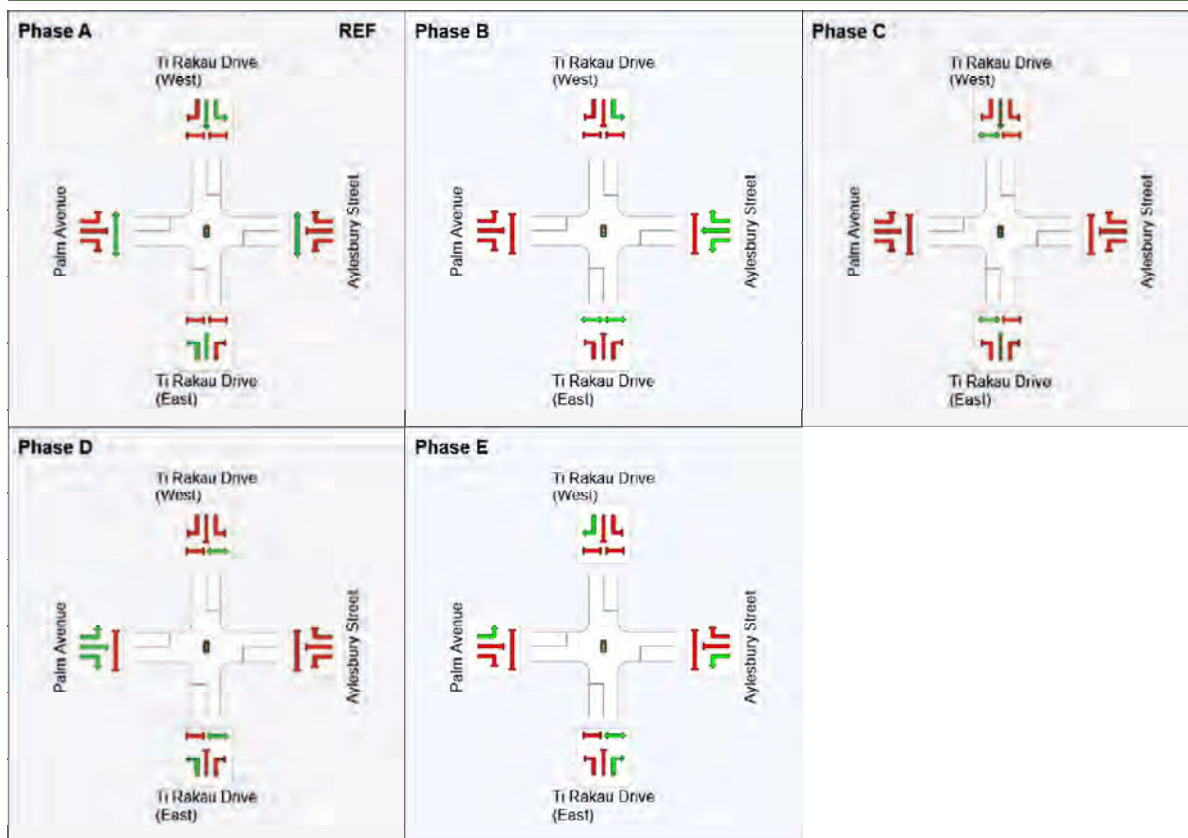 Phase A
REF
Ti Rakau Drive
(West)
Palm Avenue
Aylesbury Street
Ti Rakau Drive
(East)
Phase B
Ti Rakau Drive
(West)
Palm Avenue
Aylesbury Street
Ti Rakau Drive
(East)
Phase C
Ti Rakau Drive
(West)
Palm Avenue
Aylesbury Street
Ti Rakau Drive
(East)
Phase D
Ti Rakau Drive
(West)
Palm Avenue
Aylesbury Street
Ti Rakau Drive
(East)
Phase E
Ti Rakau Drive
(West)
Palm Avenue
Aylesbury Street
Ti Rakau Drive
(East)